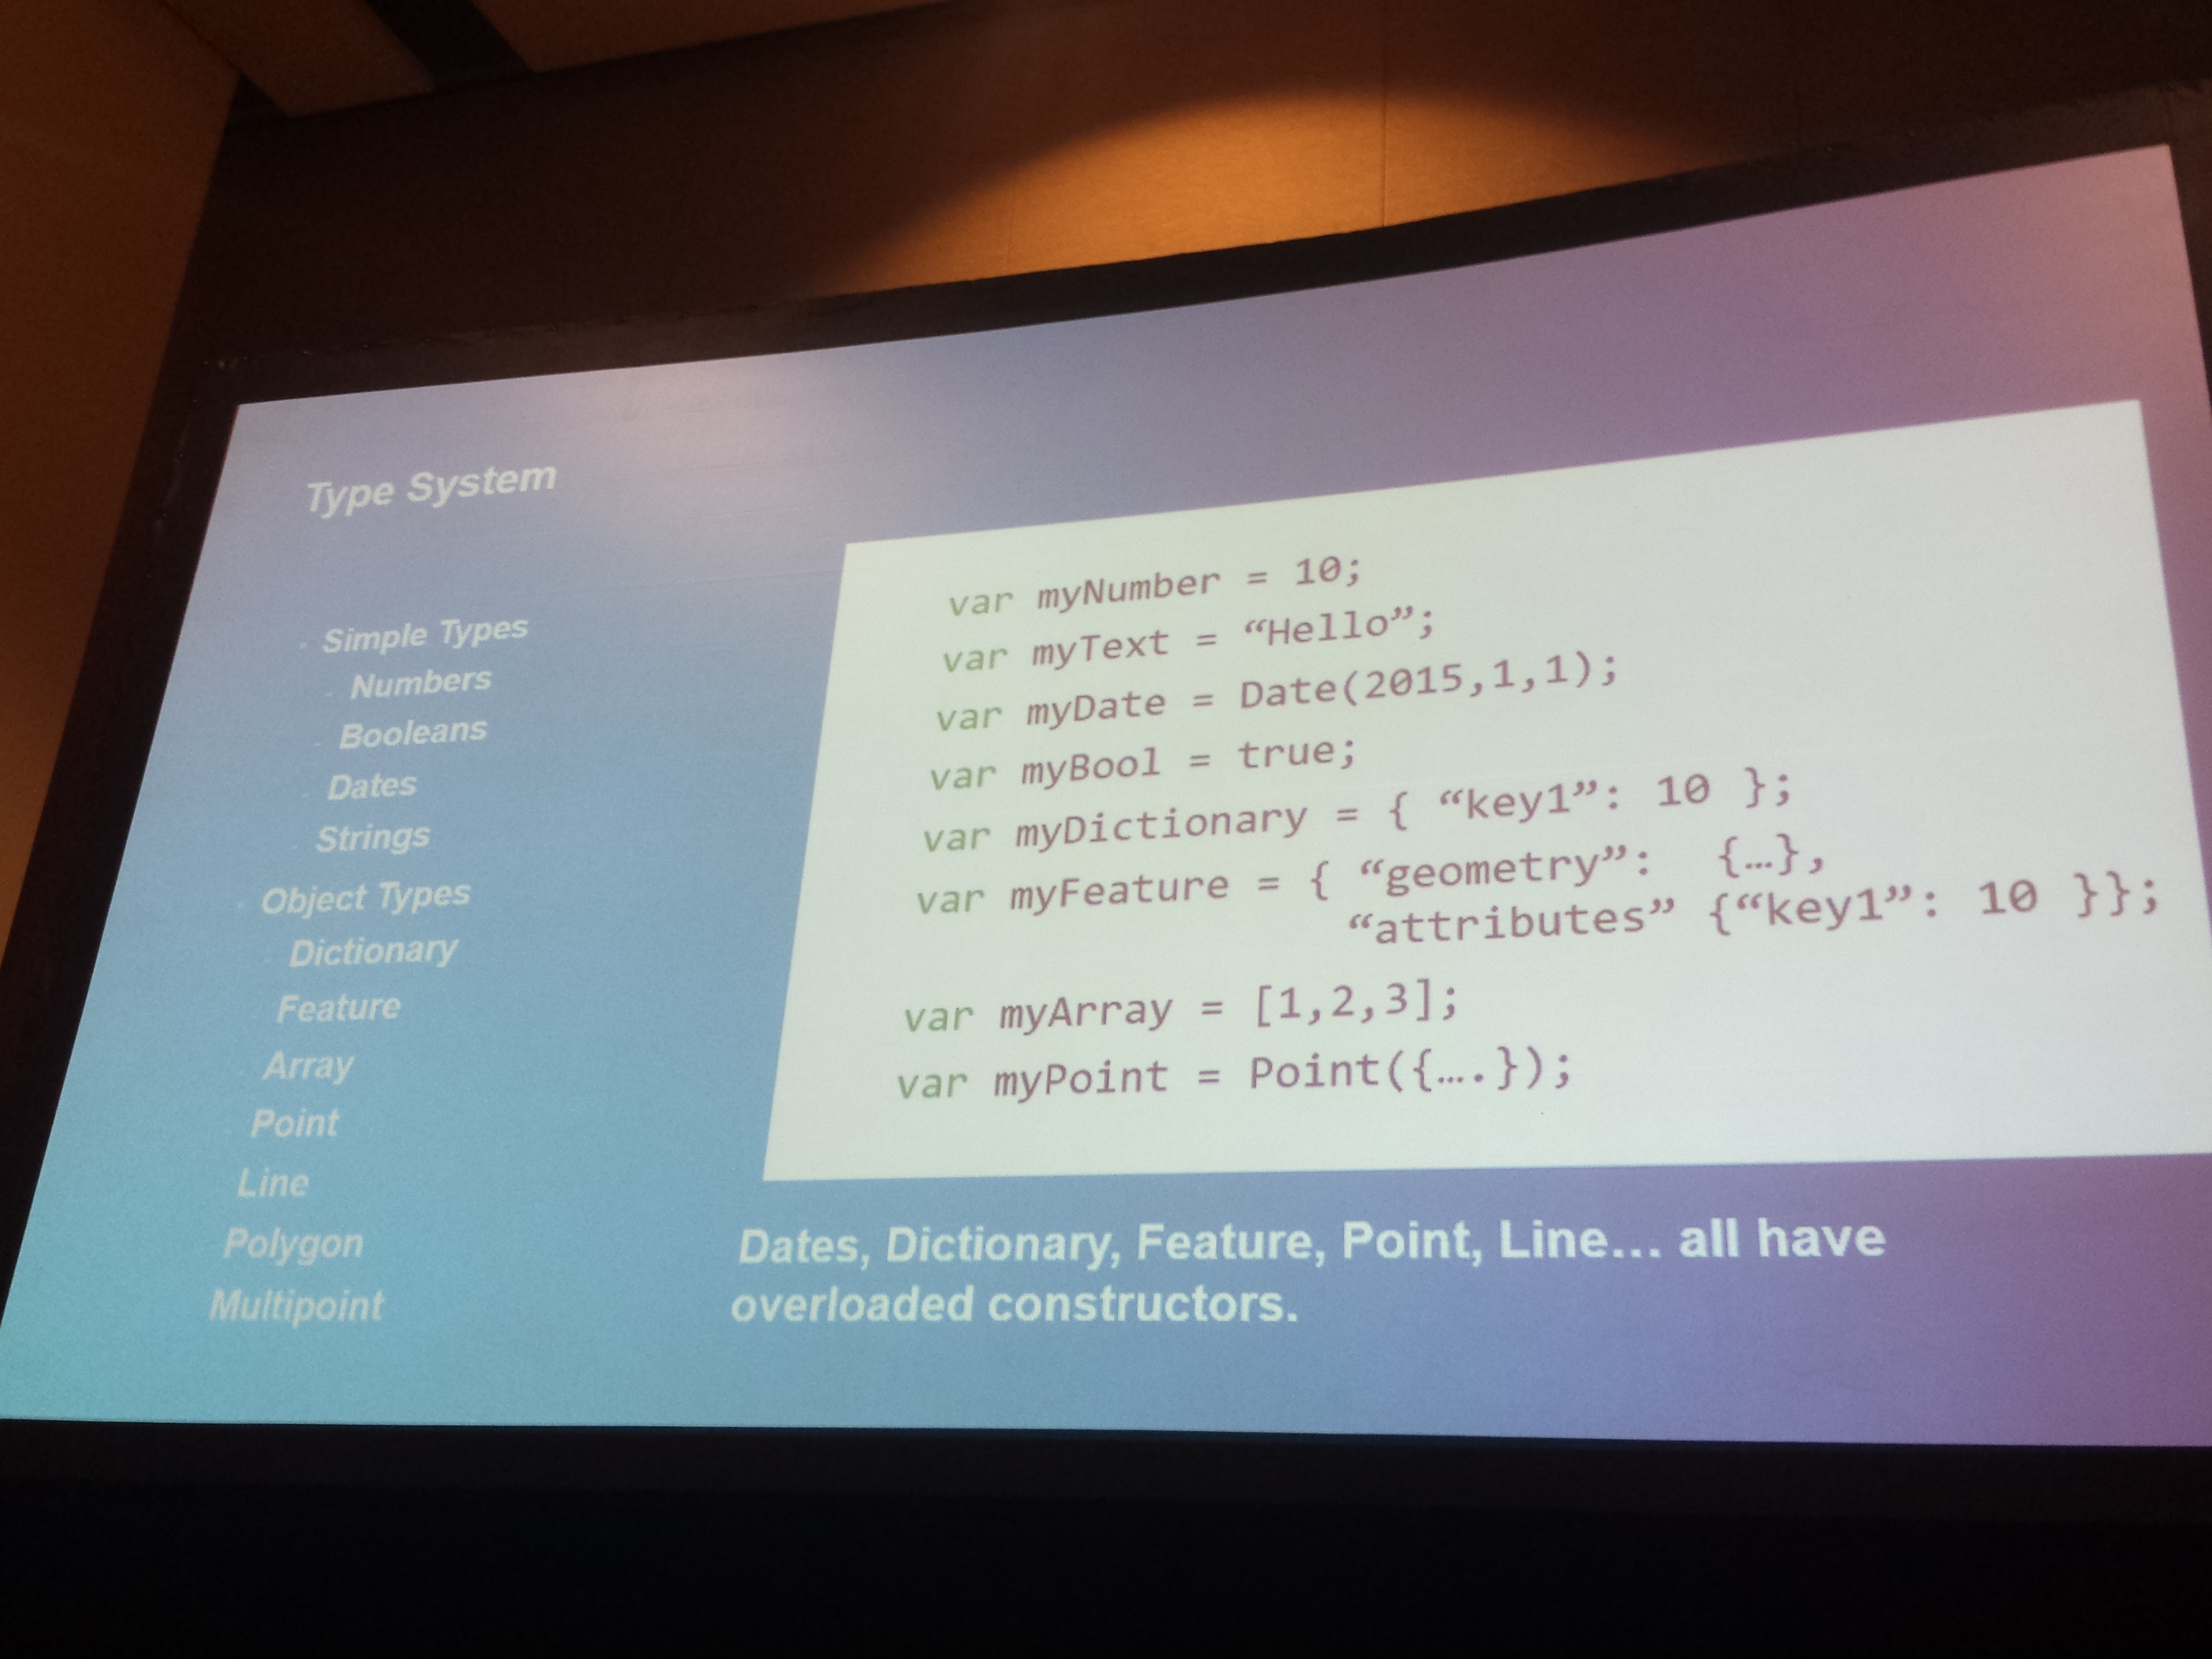 Type System
Simple Types
Numbers
Booleans
Dates
Strings
Object Types
Dictionary
Feature
Array
Point
Line
Polygon
Multipoint
var myNumber = 10;
var myText = “Hello”;
var myDate = Date(2015,1,1);
var myBool = true;
var myDictionary = { “key1”: 10 };
var myFeature = { “geometry”: {…},
“attributes” {“key1”: 10 }};
var myArray = [1,2,3];
var myPoint = Point({….});
Dates, Dictionary, Feature, Point, Line… all have
overloaded constructors.